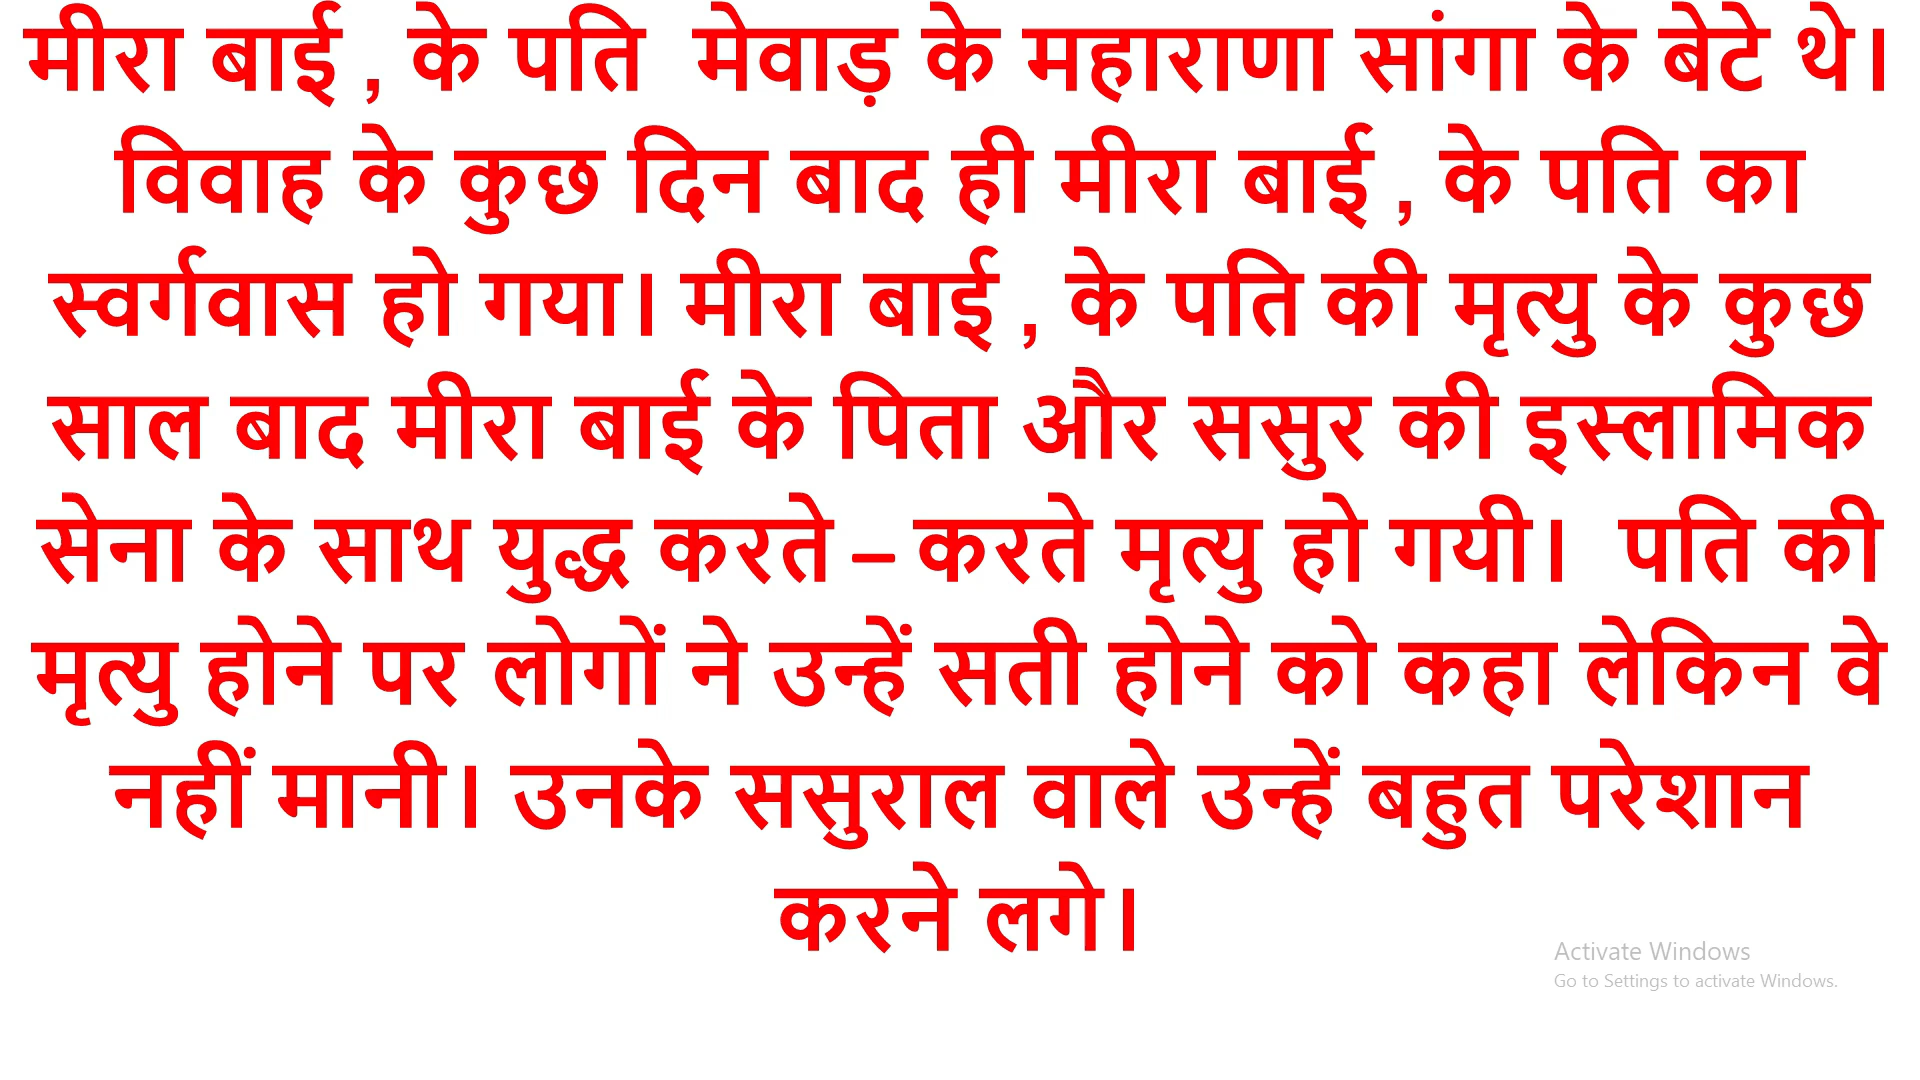 मीरा बाई , के पति  मेवाड़ के महाराणा सांगा के बेटे थे।
विवाह के कुछ दिन बाद ही मीरा बाई , के पति का
स्वर्गवास हो गया। मीरा बाई , के पति की मृत्यु के कुछ
साल बाद मीरा बाई के पिता और ससुर की इस्लामिक
सेना के साथ युद्ध करते – करते मृत्यु हो गयी।  पति की
मृत्यु होने पर लोगों ने उन्हें सती होने को कहा लेकिन वे
नहीं मानी। उनके ससुराल वाले उन्हें बहुत परेशान
करने लगे।
Activate Windows
Go to Settings to activate Windows.